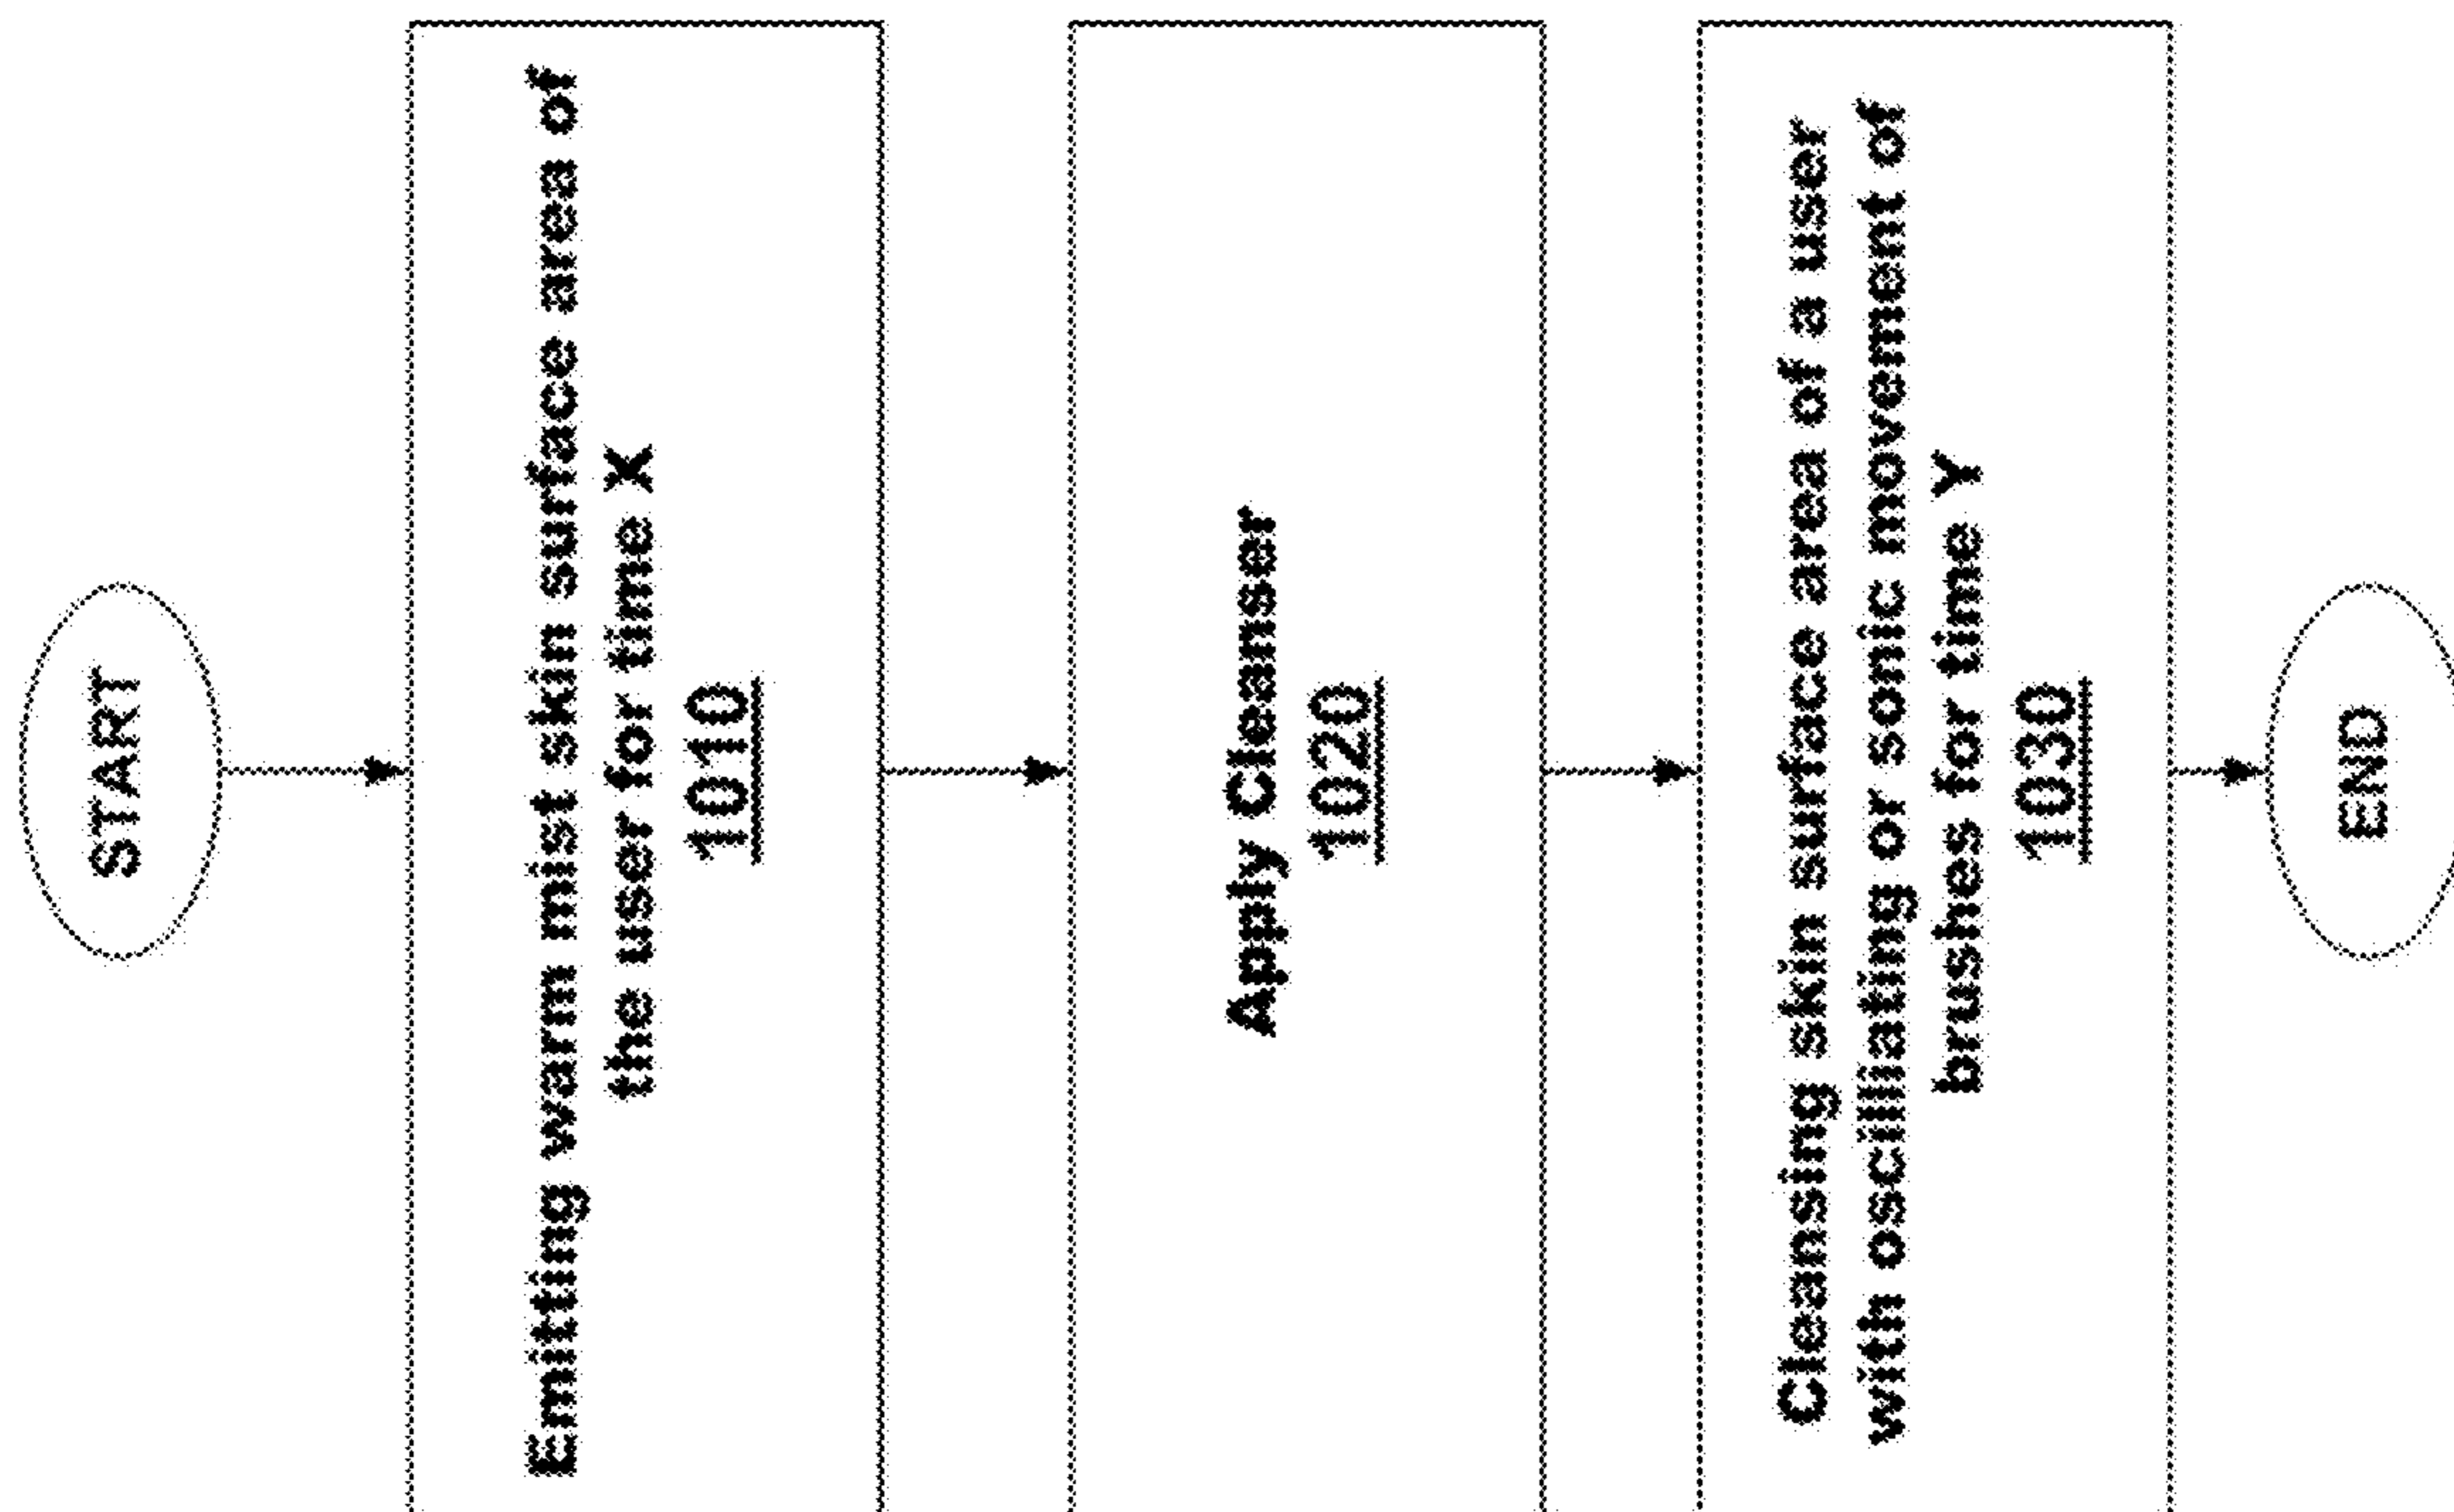 START
Emitting warm mist skin surface area of
the user for time X
1010
Apply Cleanser
1020
Cleansing skin surface area of a user
with oscillating or sonic movement of
brushes for time Y
1030
END